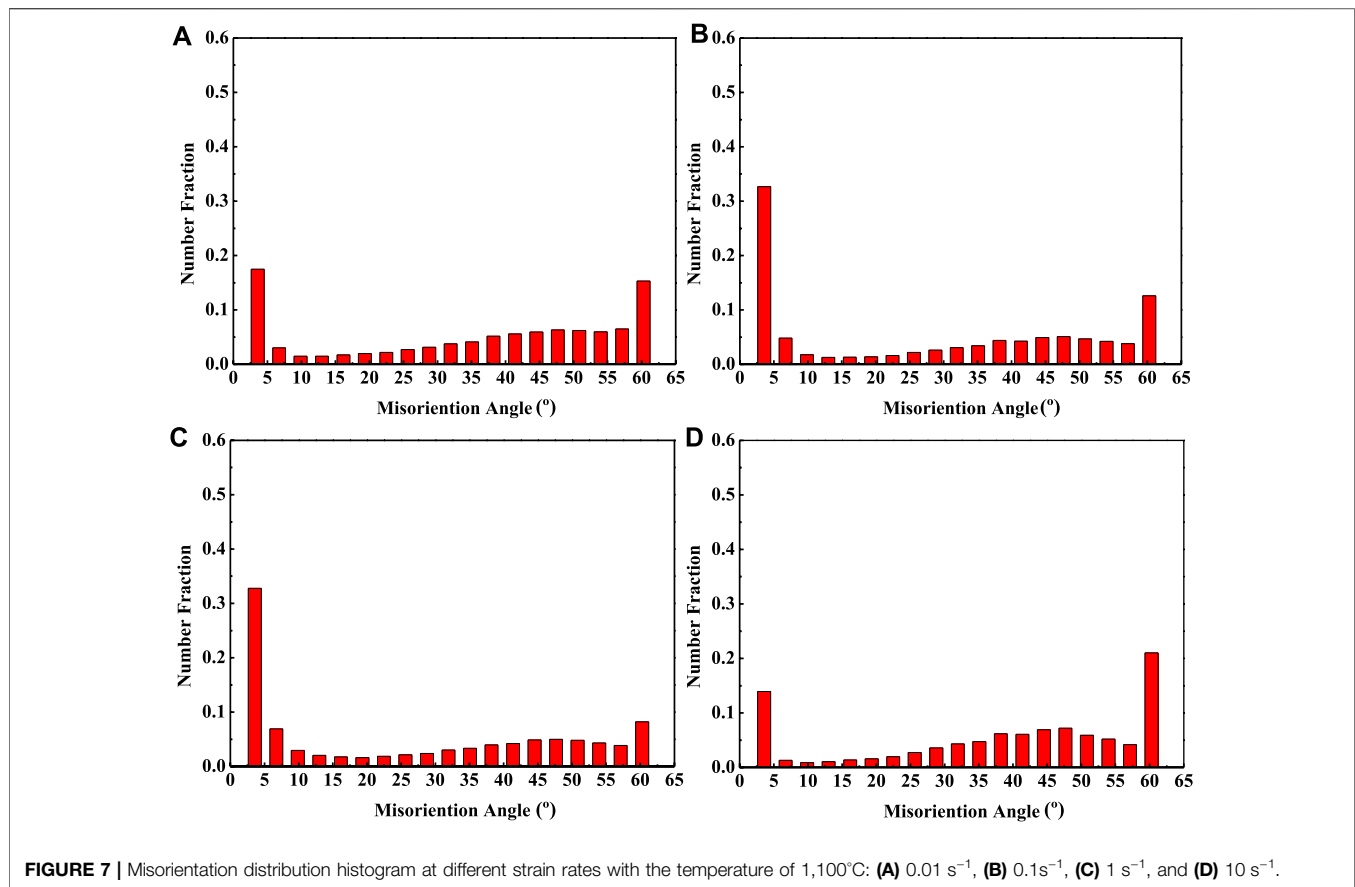 A
0.6
0.5
0.4
0.3
0.2
0.1
0.0
Number Fraction
0 5 10 15 20 25 30 35 40 45 50 55 60 65
Misoriention Angle (°)
B
0.6
0.5
0.4
0.3
0.2
0.1
0.0
Number Fraction
0 5 10 15 20 25 30 35 40 45 50 55 60 65
Misoriention Angle (°)
C
0.6
0.5
0.4
0.3
0.2
0.1
0.0
Number Fraction
0 5 10 15 20 25 30 35 40 45 50 55 60 65
Misoriention Angle (°)
D
0.6
0.5
0.4
0.3
0.2
0.1
0.0
Number Fraction
0 5 10 15 20 25 30 35 40 45 50 55 60 65
Misoriention Angle (°)
FIGURE 7 | Misorientation distribution histogram at different strain rates with the temperature of 1,100°C: (A) 0.01 s⁻¹, (B) 0.1s⁻¹, (C) 1 s⁻¹, and (D) 10 s⁻¹.